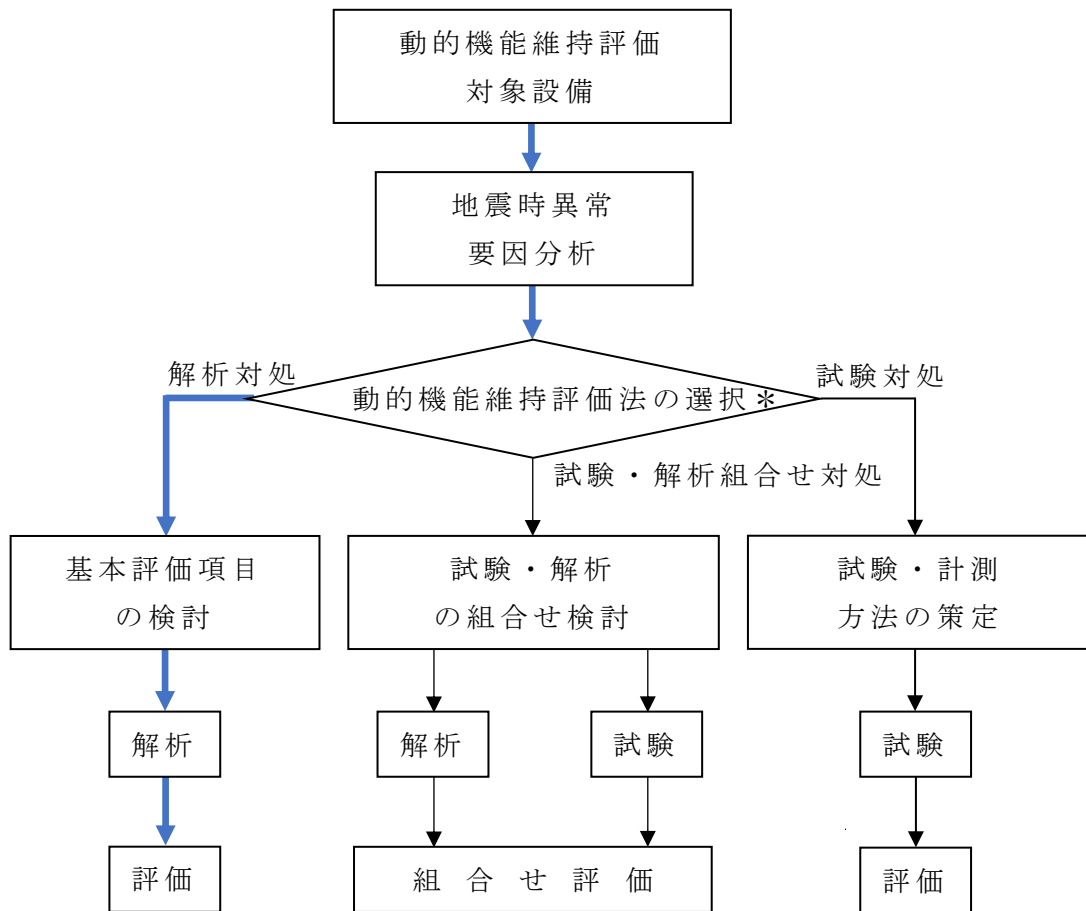 動的機能維持評価
対象設備
地震時異常
要因分析
解析対処
試験対処
動的機能維持評価法の選択＊
試験・解析組合せ対処
基本評価項目
の検討
試験・解析
の組合せ検討
試験・計測
方法の策定
解析
解析
試験
試験
評価
組合せ評価
評価